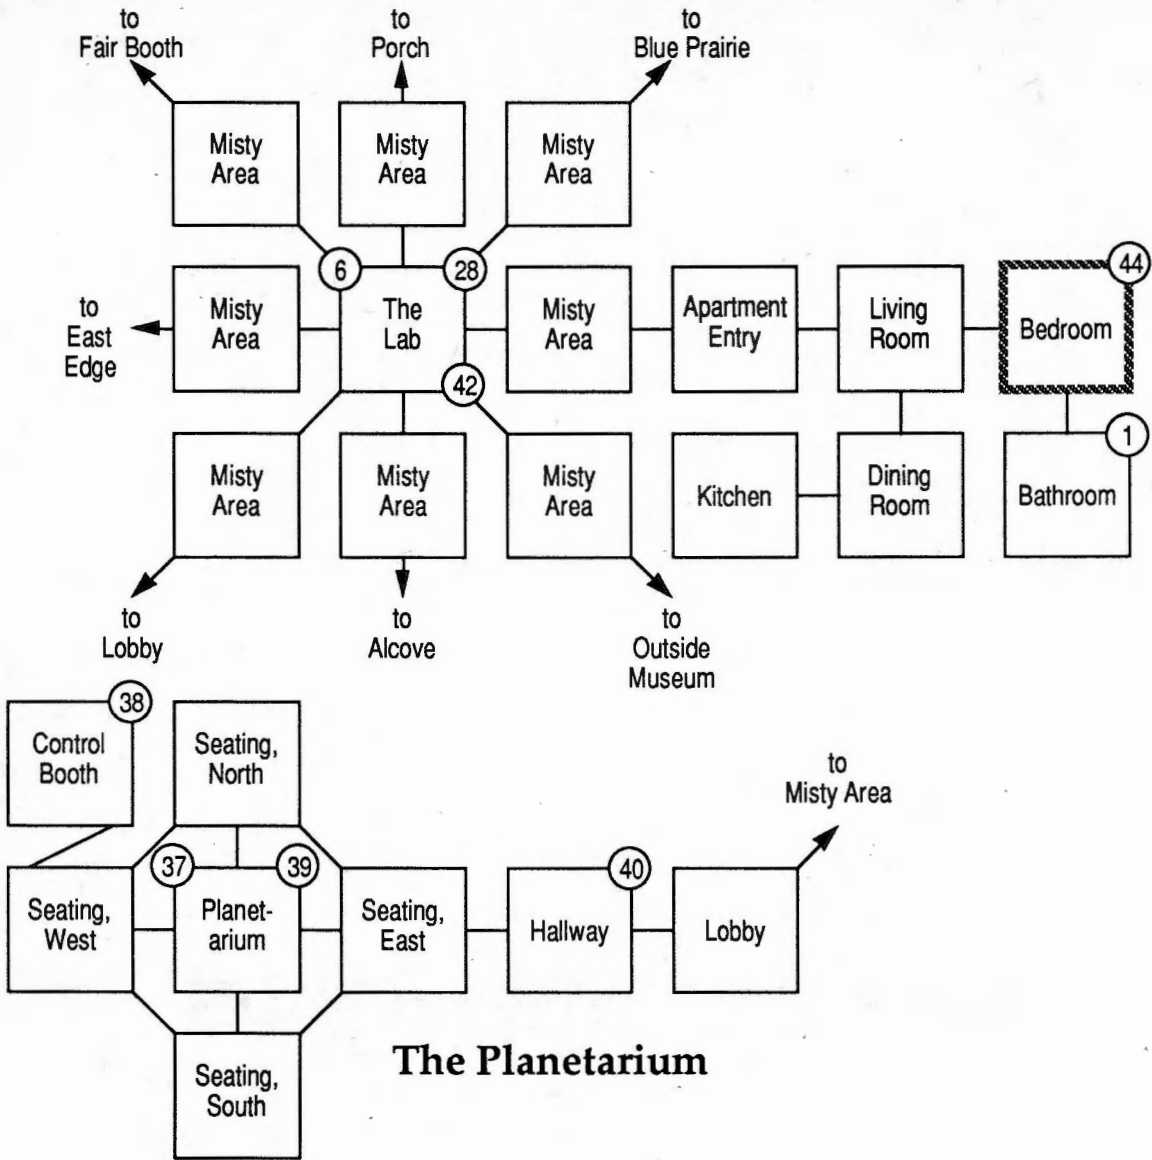 to
Fair Booth
to
Porch
to
Blue Prairie
Misty
Area
Misty
Area
Misty
Area
6
28
44
to
East
Edge
Misty
Area
The
Lab
Misty
Area
Apartment
Entry
Living
Room
Bedroom
42
1
Misty
Area
Misty
Area
Misty
Area
Kitchen
Dining
Room
Bathroom
to
Lobby
to
Alcove
to
Outside
Museum
38
Control
Booth
Seating,
North
to
Misty Area
37
39
40
Seating,
West
Planet-
arium
Seating,
East
Hallway
Lobby
The Planetarium
Seating,
South